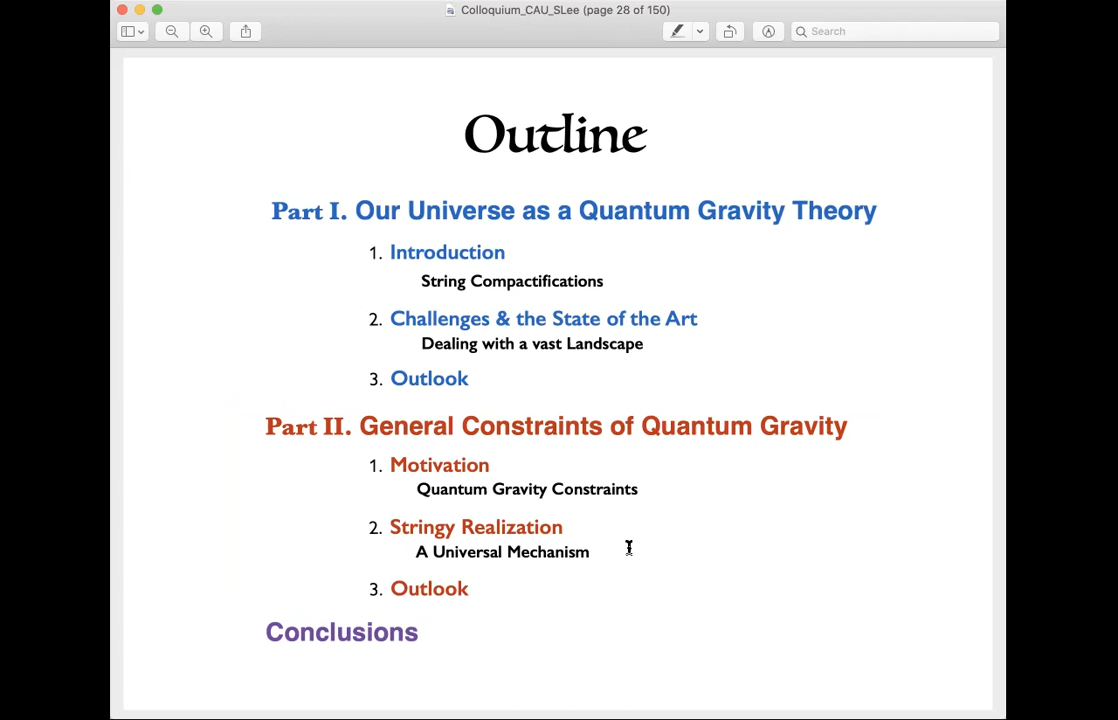 Colloquium_CAU_SLee (page 28 of 150)
Search
Outline
Part I. Our Universe as a Quantum Gravity Theory
1. Introduction
String Compactifications
2. Challenges & the State of the Art
Dealing with a vast Landscape
3. Outlook
Part II. General Constraints of Quantum Gravity
1. Motivation
Quantum Gravity Constraints
2. Stringy Realization
A Universal Mechanism
3. Outlook
Conclusions